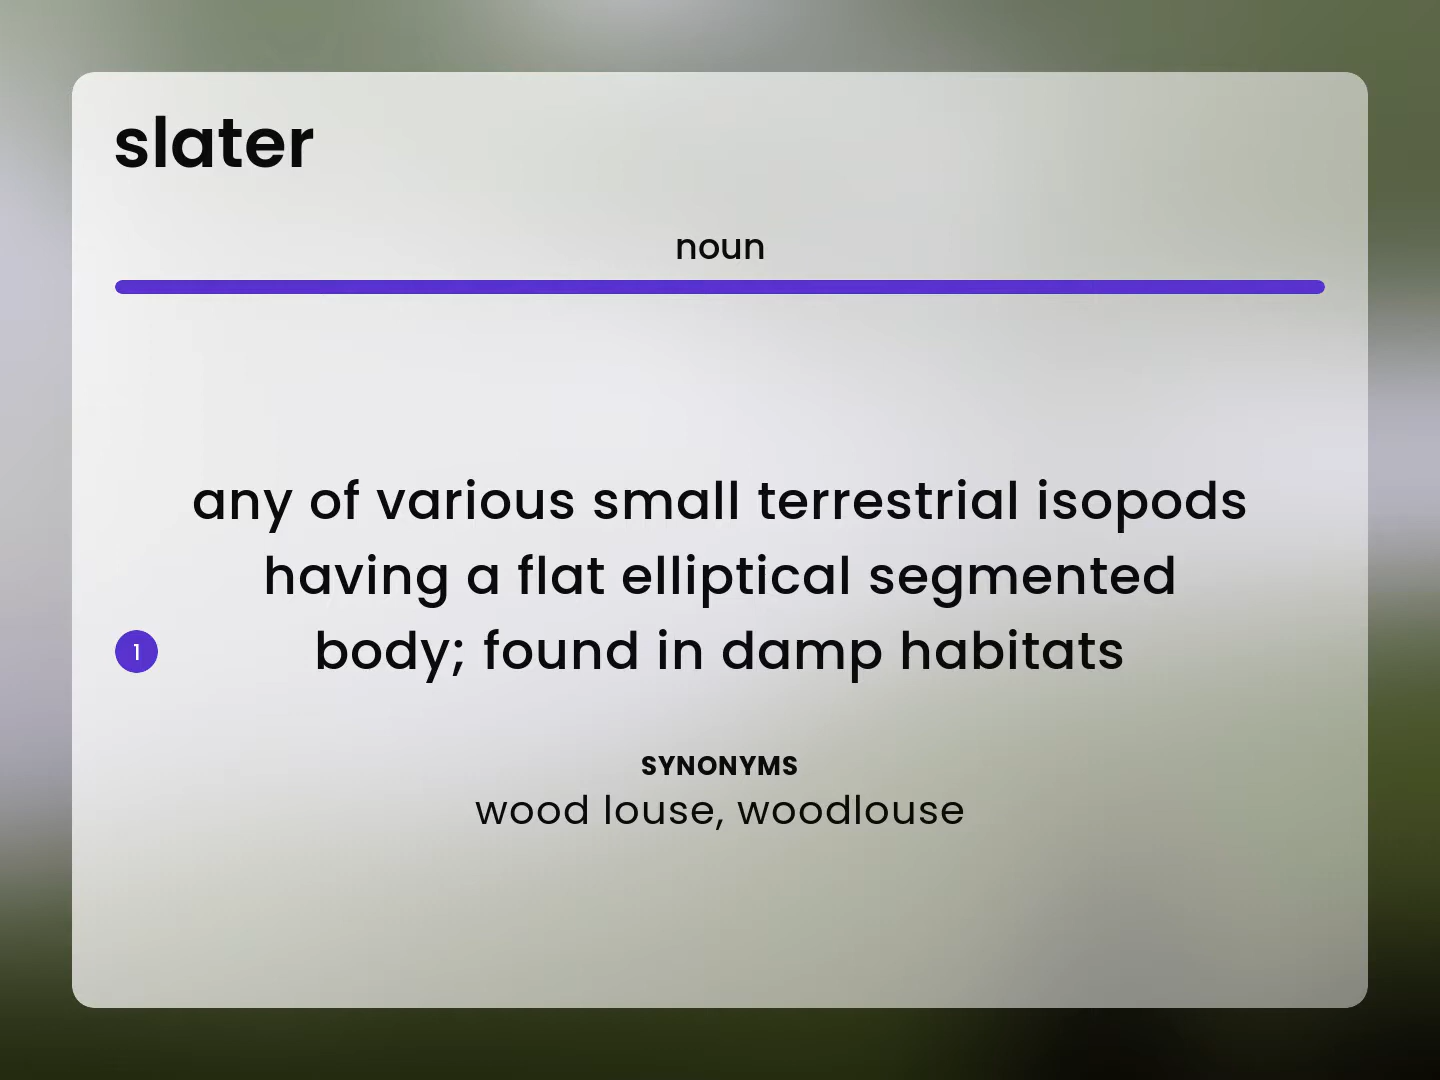 slater
noun
any of various small terrestrial isopods
having a flat elliptical segmented
1
body; found in damp habitats
SYNONYMS
wood louse, woodlouse